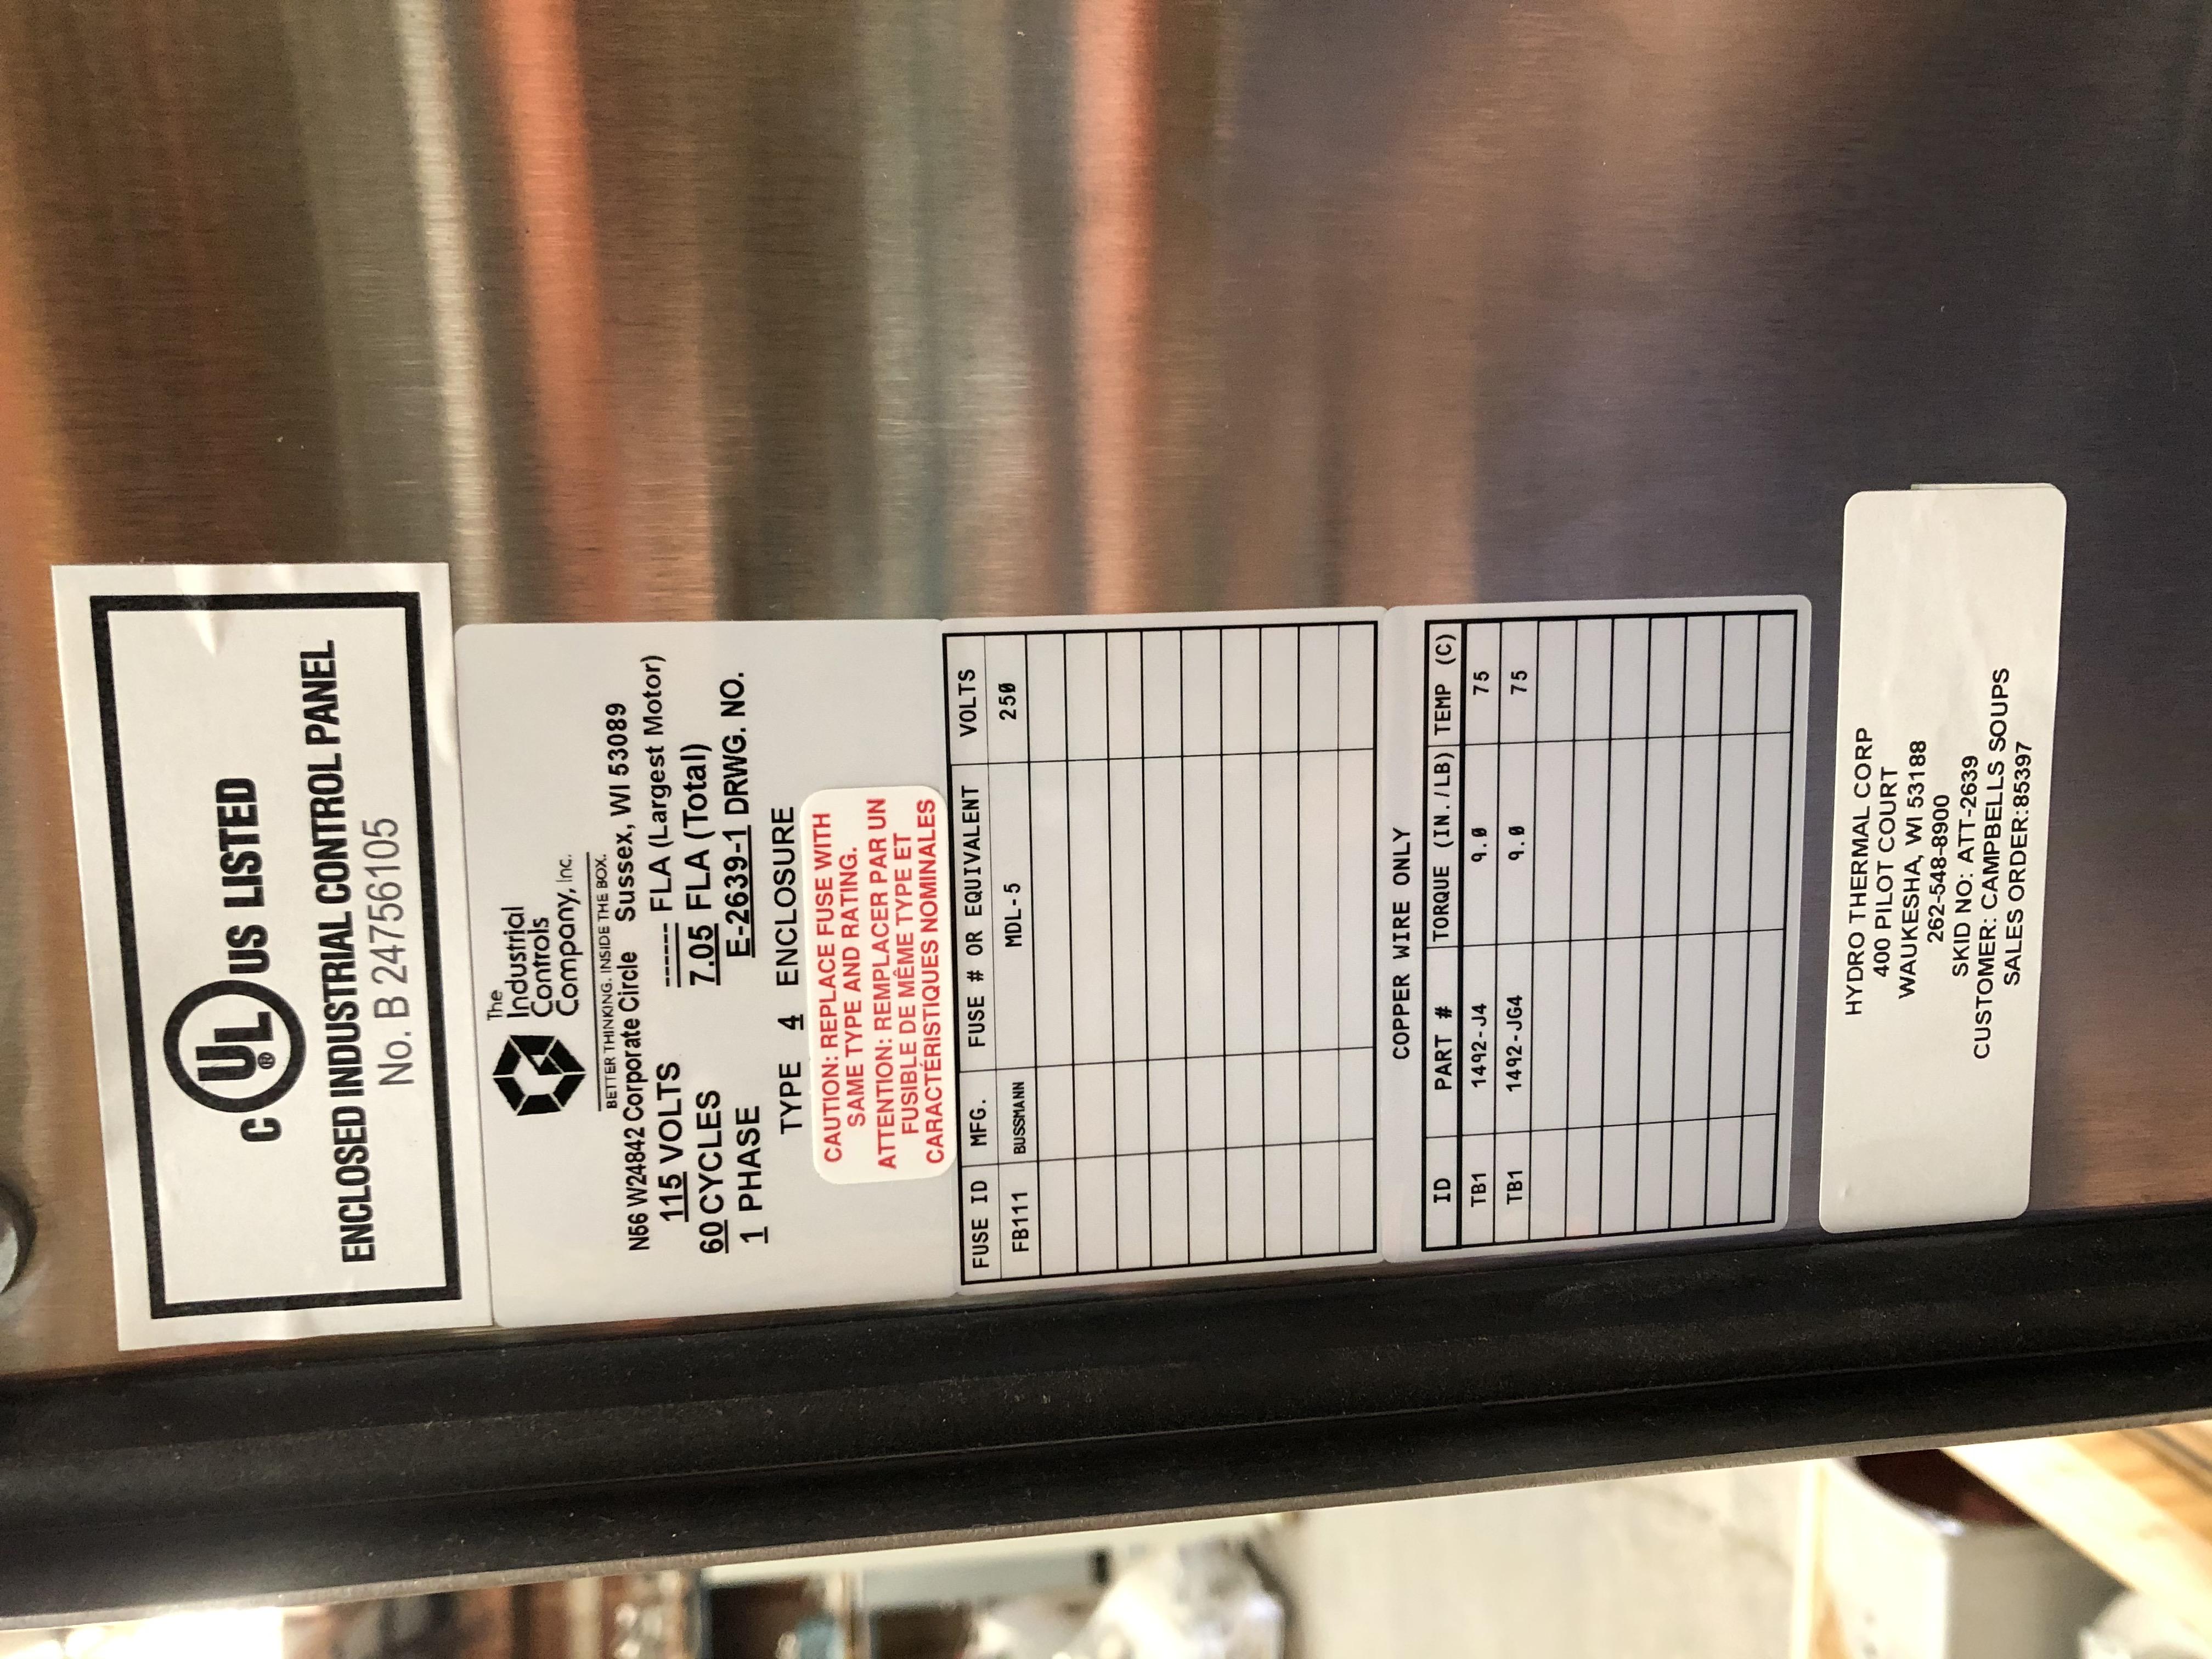 C UL® US LISTED
ENCLOSED INDUSTRIAL CONTROL PANEL
No. B 24756105
The
Industrial
Controls
Company, Inc.
BETTER THINKING. INSIDE THE BOX.
N56 W24842 Corporate Circle Sussex, WI 53089
115 VOLTS ------- FLA (Largest Motor)
60 CYCLES 7.05 FLA (Total)
1 PHASE E-2639-1 DRWG. NO.
TYPE 4 ENCLOSURE
CAUTION: REPLACE FUSE WITH
SAME TYPE AND RATING.
ATTENTION: REMPLACER PAR UN
FUSIBLE DE MÊME TYPE ET
CARACTÉRISTIQUES NOMINALES
FUSE ID MFG. FUSE # OR EQUIVALENT VOLTS
FB111 BUSSMANN MDL-5 250
COPPER WIRE ONLY
ID PART # TORQUE (IN./LB) TEMP (C)
TB1 1492-J4 9.0 75
TB1 1492-JG4 9.0 75
HYDRO THERMAL CORP
400 PILOT COURT
WAUKESHA, WI 53188
262-548-8900
SKID NO: ATT-2639
CUSTOMER: CAMPBELLS SOUPS
SALES ORDER:85397